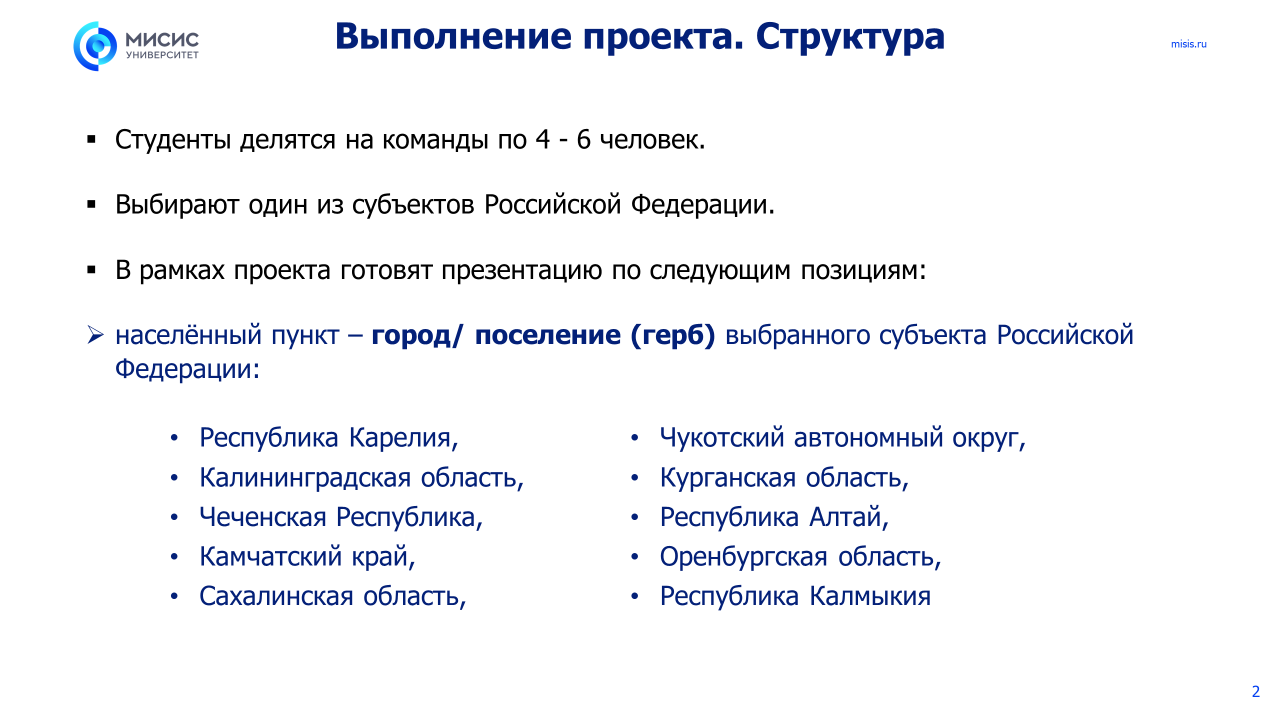 МИСИС
УНИВЕРСИТЕТ
Выполнение проекта. Структура
misis.ru
▪ Студенты делятся на команды по 4 - 6 человек.
▪ Выбирают один из субъектов Российской Федерации.
▪ В рамках проекта готовят презентацию по следующим позициям:
➢ населённый пункт – город/ поселение (герб) выбранного субъекта Российской
Федерации:
• Республика Карелия,
• Калининградская область,
• Чеченская Республика,
• Камчатский край,
• Сахалинская область,
• Чукотский автономный округ,
• Курганская область,
• Республика Алтай,
• Оренбургская область,
• Республика Калмыкия
2